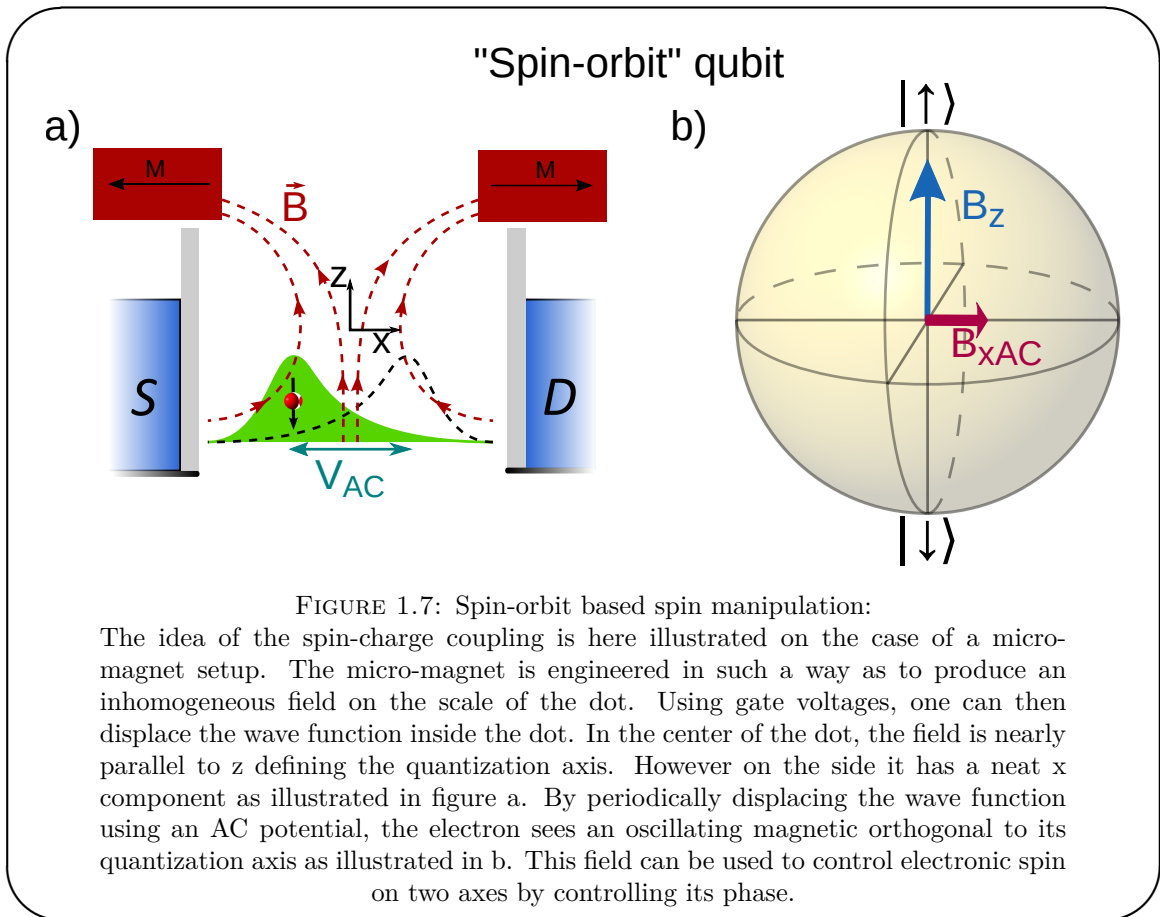 "Spin-orbit" qubit
a)
b)
M
M
B
z
x
S
D
V_AC
|↑⟩
B_z
B_xAC
|↓⟩
FIGURE 1.7: Spin-orbit based spin manipulation:
The idea of the spin-charge coupling is here illustrated on the case of a micro-
magnet setup. The micro-magnet is engineered in such a way as to produce an
inhomogeneous field on the scale of the dot. Using gate voltages, one can then
displace the wave function inside the dot. In the center of the dot, the field is nearly
parallel to z defining the quantization axis. However on the side it has a neat x
component as illustrated in figure a. By periodically displacing the wave function
using an AC potential, the electron sees an oscillating magnetic orthogonal to its
quantization axis as illustrated in b. This field can be used to control electronic spin
on two axes by controlling its phase.